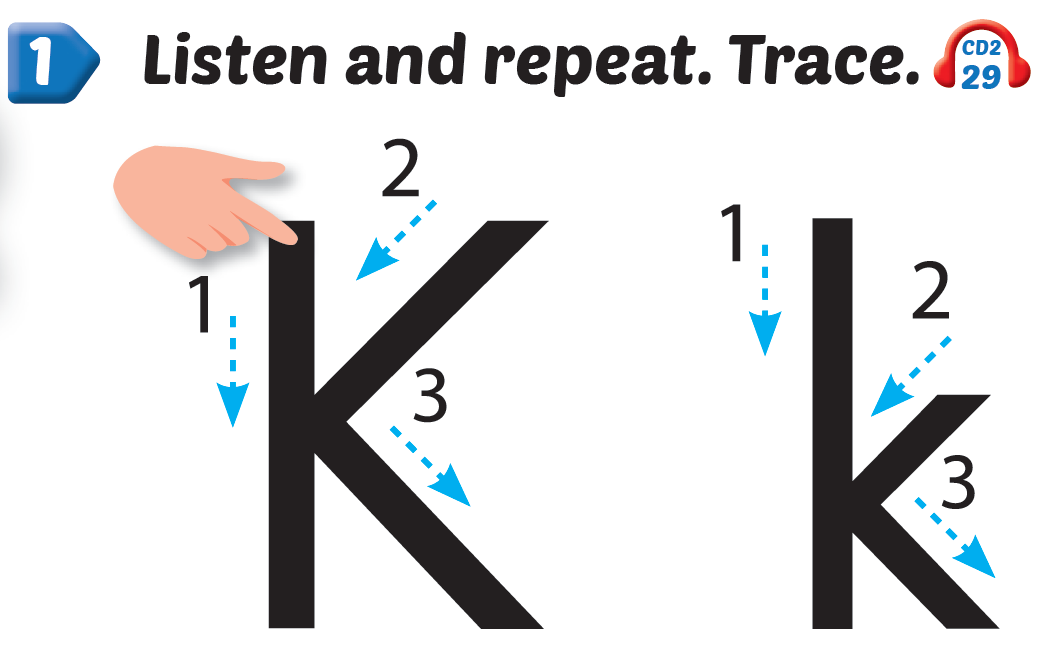 1 Listen and repeat. Trace. CD2 29
1 2 3
K
1 2 3
k